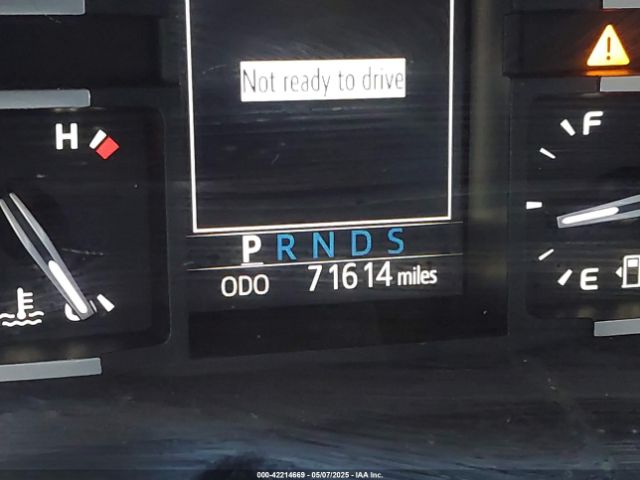 Not ready to drive
H
F
P R N D S
ODO 71614 miles
C
E
000-42214669 - 05/07/2025 - IAA Inc.